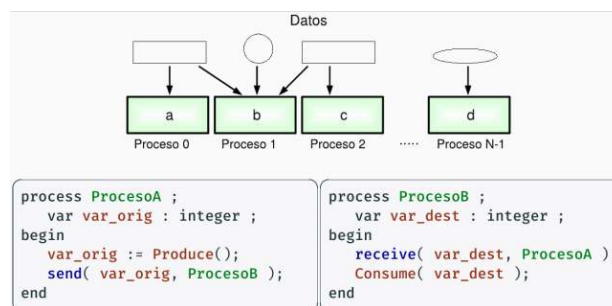 Datos
a b c d
Proceso 0 Proceso 1 Proceso 2 ..... Proceso N-1
process ProcesoA ;
var var_orig : integer ;
begin
var_orig := Produce();
send( var_orig, ProcesoB );
end
process ProcesoB ;
var var_dest : integer ;
begin
receive( var_dest, ProcesoA )
Consume( var_dest );
end